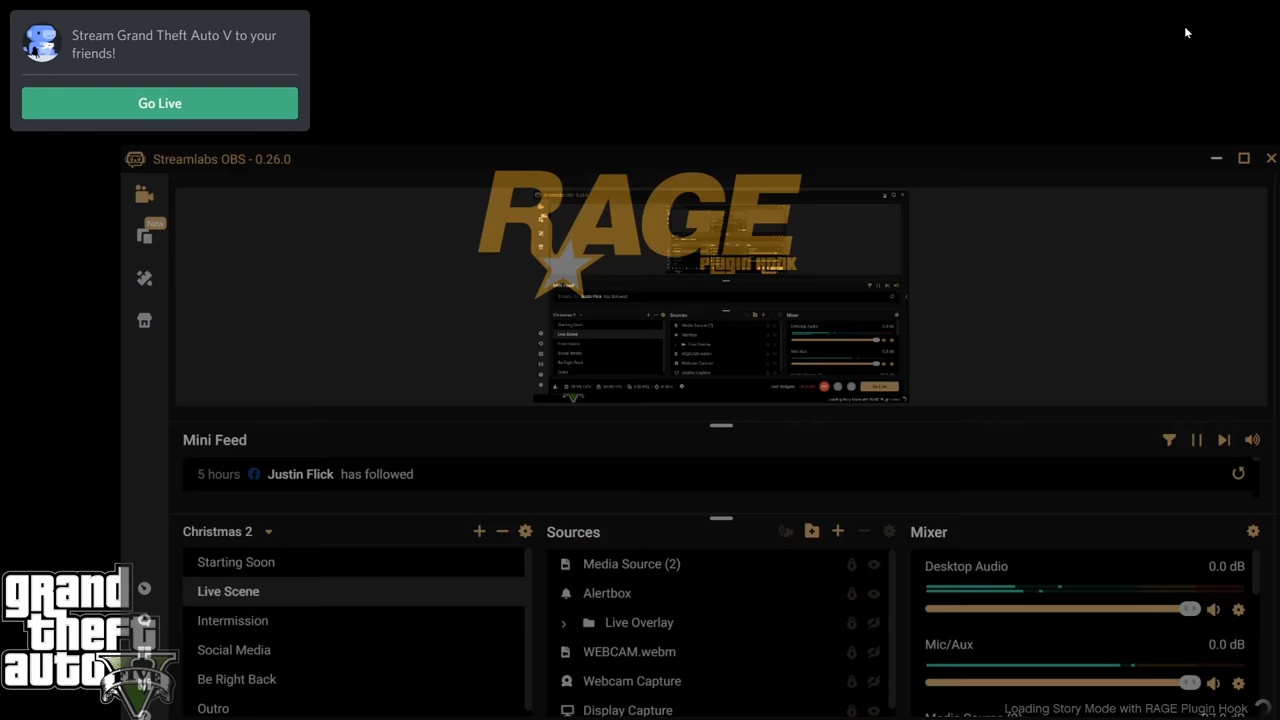 Stream Grand Theft Auto V to your
friends!
Go Live
Streamlabs OBS - 0.26.0
New
RAGE
PLUGIN HOOK
Mini Feed
5 hours Justin Flick has followed
Christmas 2
Starting Soon
Live Scene
Intermission
Social Media
Be Right Back
Outro
Sources
Media Source (2)
Alertbox
Live Overlay
WEBCAM.webm
Webcam Capture
Display Capture
Mixer
Desktop Audio 0.0 dB
Mic/Aux 0.0 dB
grand
theft
auto
V
Loading Story Mode with RAGE Plugin Hook